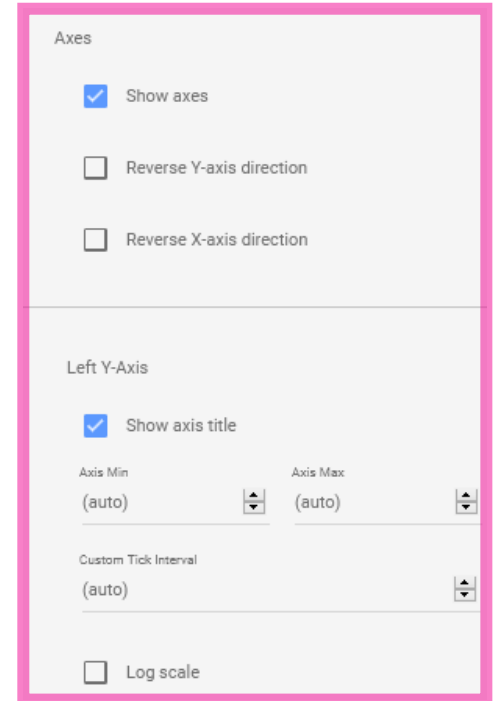 Axes
Show axes
Reverse Y-axis direction
Reverse X-axis direction
Left Y-Axis
Show axis title
Axis Min Axis Max
(auto) (auto)
Custom Tick Interval
(auto)
Log scale